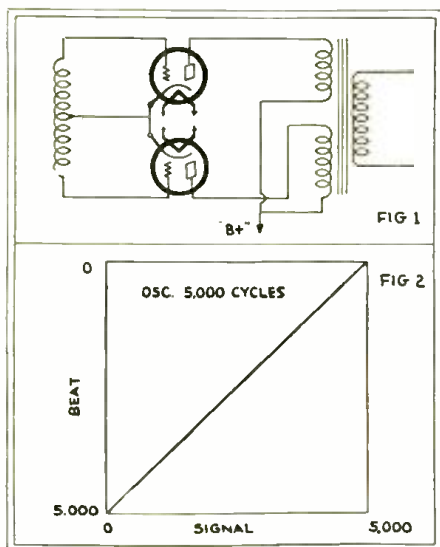 "B+"
FIG 1
0
FIG 2
OSC. 5,000 CYCLES
BEAT
5.000
0
SIGNAL
5,000